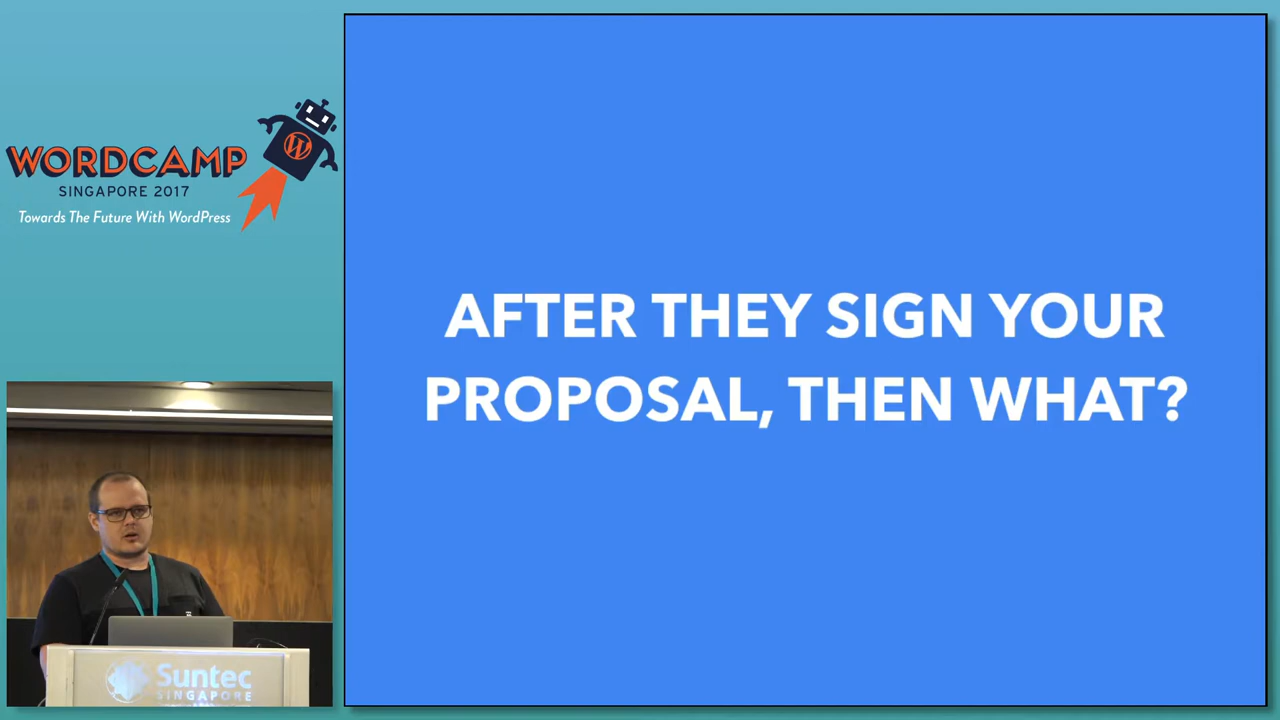 WORDCAMP
SINGAPORE 2017
Towards The Future With WordPress
AFTER THEY SIGN YOUR
PROPOSAL, THEN WHAT?
Suntec
SINGAPORE